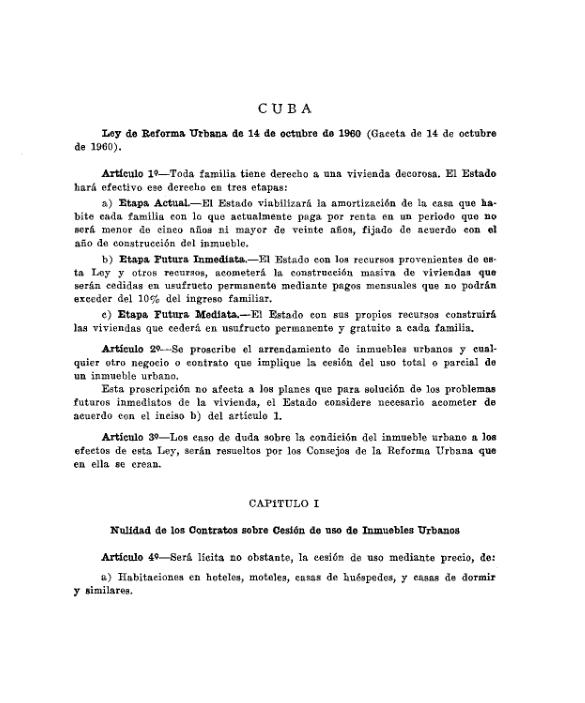 CUBA
Ley de Reforma Urbana de 14 de octubre de 1960 (Gaceta de 14 de octubre
de 1960).
Artículo 1º—Toda familia tiene derecho a una vivienda decorosa. El Estado
hará efectivo ese derecho en tres etapas:
a) Etapa Actual.—El Estado viabilizará la amortización de la casa que ha-
bite cada familia con lo que actualmente paga por renta en un periodo que no
será menor de cinco años ni mayor de veinte años, fijado de acuerdo con el
año de construcción del inmueble.
b) Etapa Futura Inmediata.—El Estado con los recursos provenientes de es-
ta Ley y otros recursos, acometerá la construcción masiva de viviendas que
serán cedidas en usufructo permanente mediante pagos mensuales que no podrán
exceder del 10% del ingreso familiar.
c) Etapa Futura Mediata.—El Estado con sus propios recursos construirá
las viviendas que cederá en usufructo permanente y gratuito a cada familia.
Artículo 2º—Se proscribe el arrendamiento de inmuebles urbanos y cual-
quier otro negocio o contrato que implique la cesión del uso total o parcial de
un inmueble urbano.
Esta proscripción no afecta a los planes que para solución de los problemas
futuros inmediatos de la vivienda, el Estado considere necesario acometer de
acuerdo con el inciso b) del artículo 1.
Artículo 3º—Los caso de duda sobre la condición del inmueble urbano a los
efectos de esta Ley, serán resueltos por los Consejos de la Reforma Urbana que
en ella se crean.
CAPÍTULO I
Nulidad de los Contratos sobre Cesión de uso de Inmuebles Urbanos
Artículo 4º—Será lícita no obstante, la cesión de uso mediante precio, de:
a) Habitaciones en hoteles, moteles, casas de huéspedes, y casas de dormir
y similares.